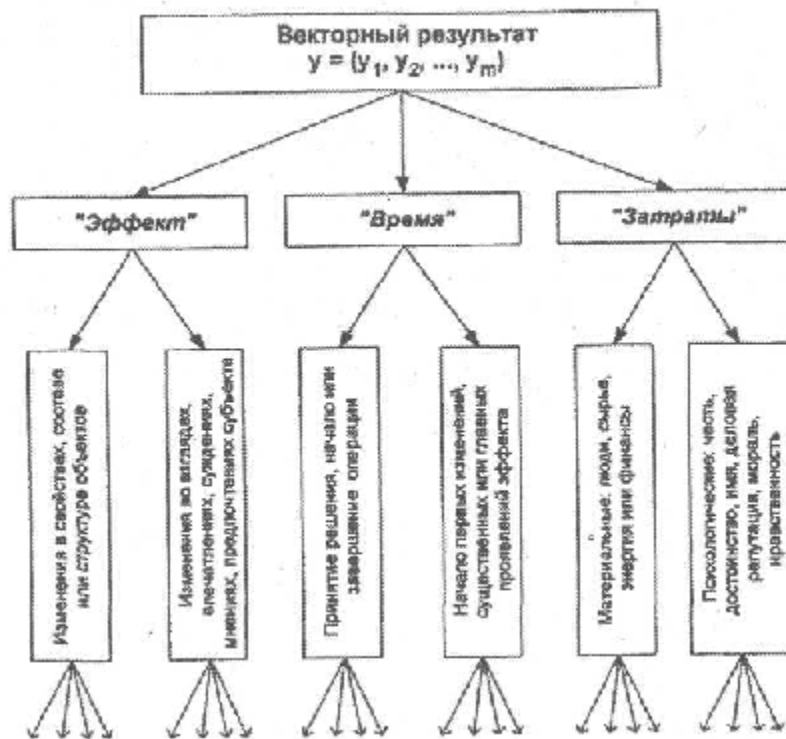 Векторный результат
y = (y₁, y₂, ..., yₘ)
"Эффект"
"Время"
"Затраты"
Изменения в свойствах, составе
или структуре объектов
Изменения во взглядах,
впечатлениях, суждениях,
мнениях, предпочтениях субъекта
Принятие решения, начало или
завершение операции
Начало первых изменений,
существенных или главных
проявлений эффекта
Материальные: люди, сырье,
энергия или финансы
Психологические: честь,
достоинство, имя, деловая
репутация, мораль,
нравственность